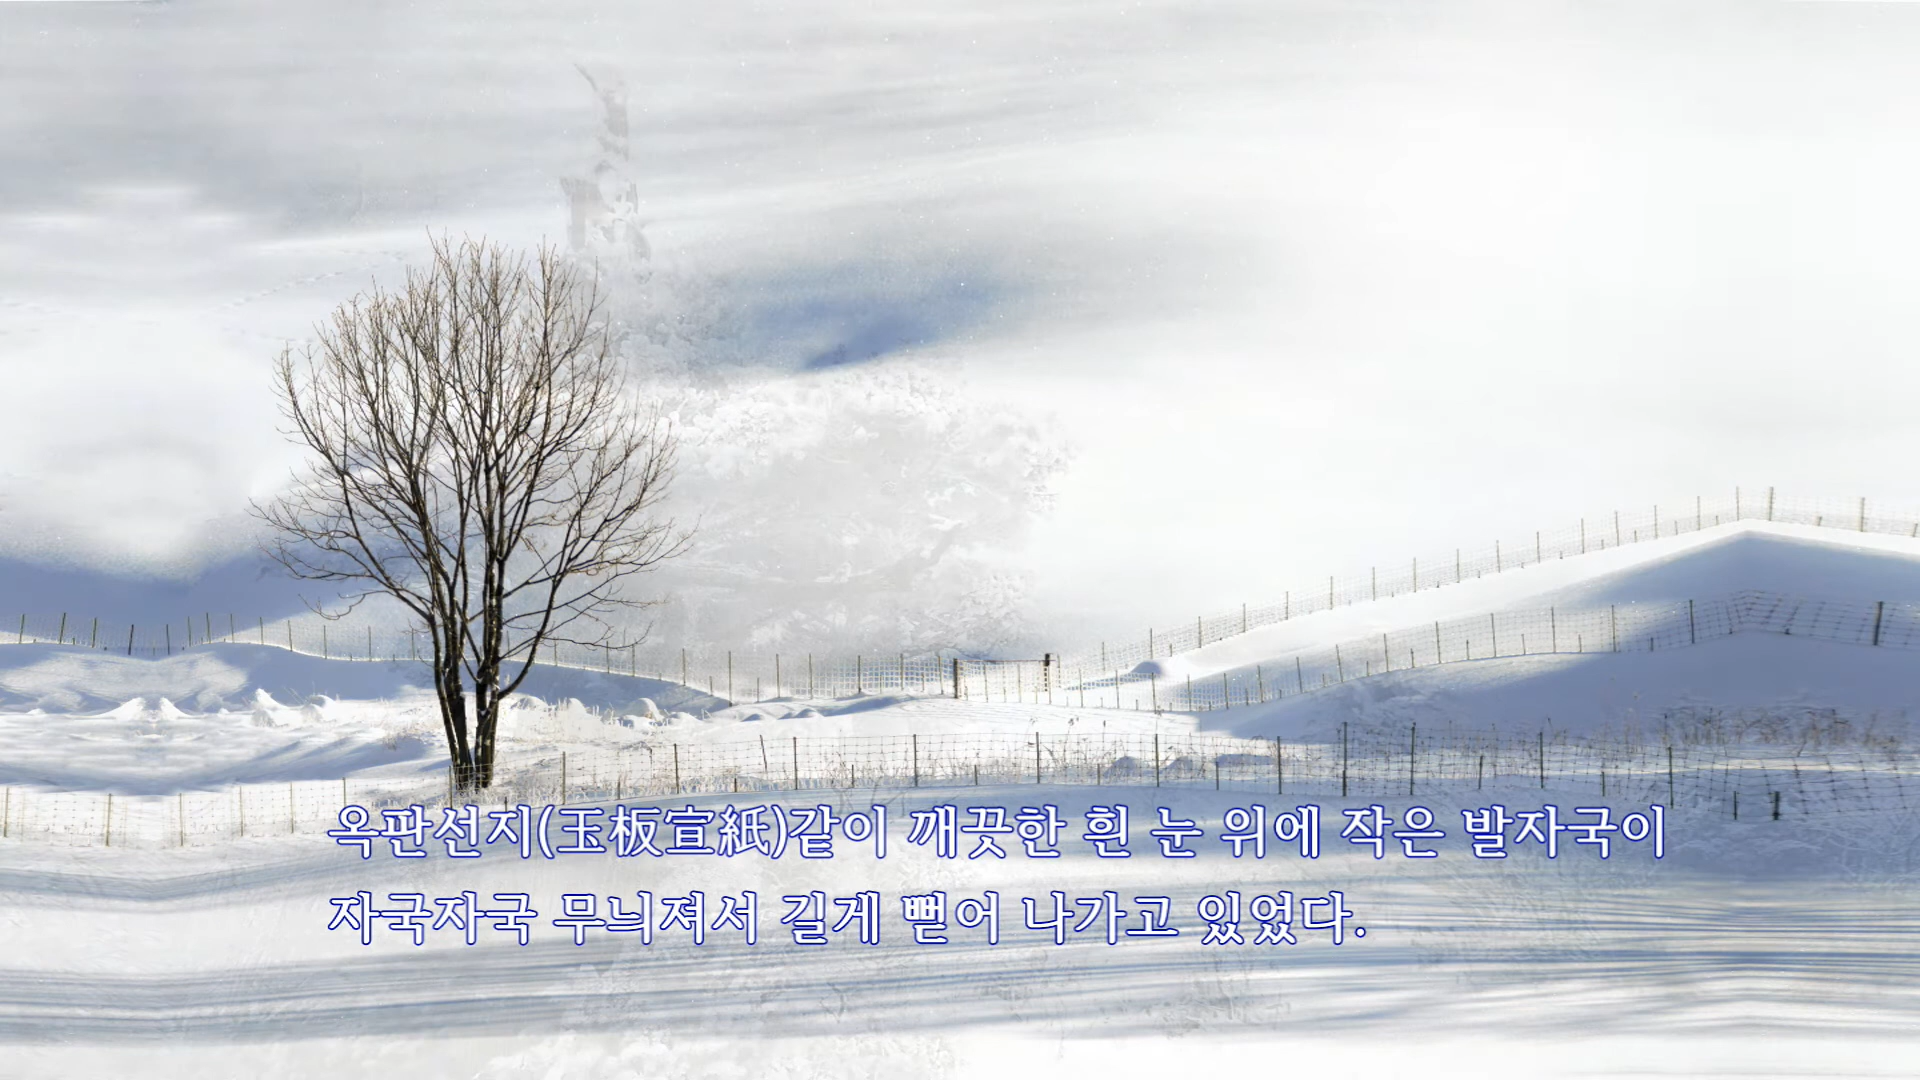 옥판선지(玉板宣紙)같이 깨끗한 흰 눈 위에 작은 발자국이
자국자국 무늬져서 길게 뻗어 나가고 있었다.